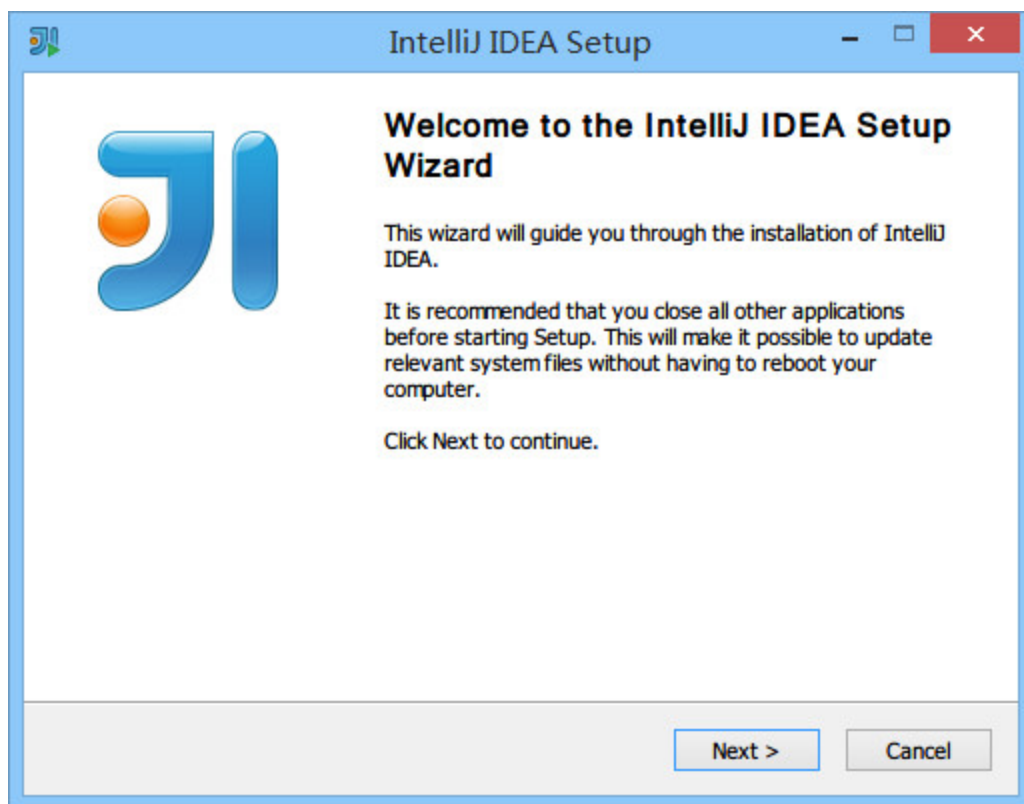 IntelliJ IDEA Setup
Welcome to the IntelliJ IDEA Setup
Wizard
This wizard will guide you through the installation of IntelliJ
IDEA.
It is recommended that you close all other applications
before starting Setup. This will make it possible to update
relevant system files without having to reboot your
computer.
Click Next to continue.
Next >
Cancel